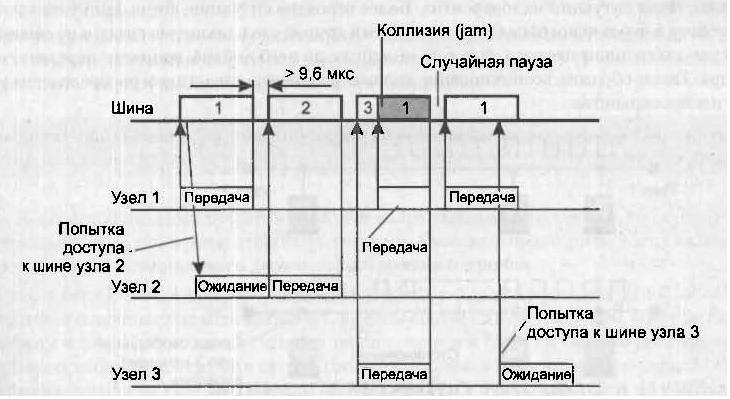 Коллизия (jam)
Случайная пауза
> 9,6 мкс
Шина 1 2 3 1 1
Узел 1 Передача Передача
Передача
Попытка
доступа
к шине узла 2
Узел 2 Ожидание Передача
Попытка
доступа к шине узла 3
Узел 3 Передача Ожидание